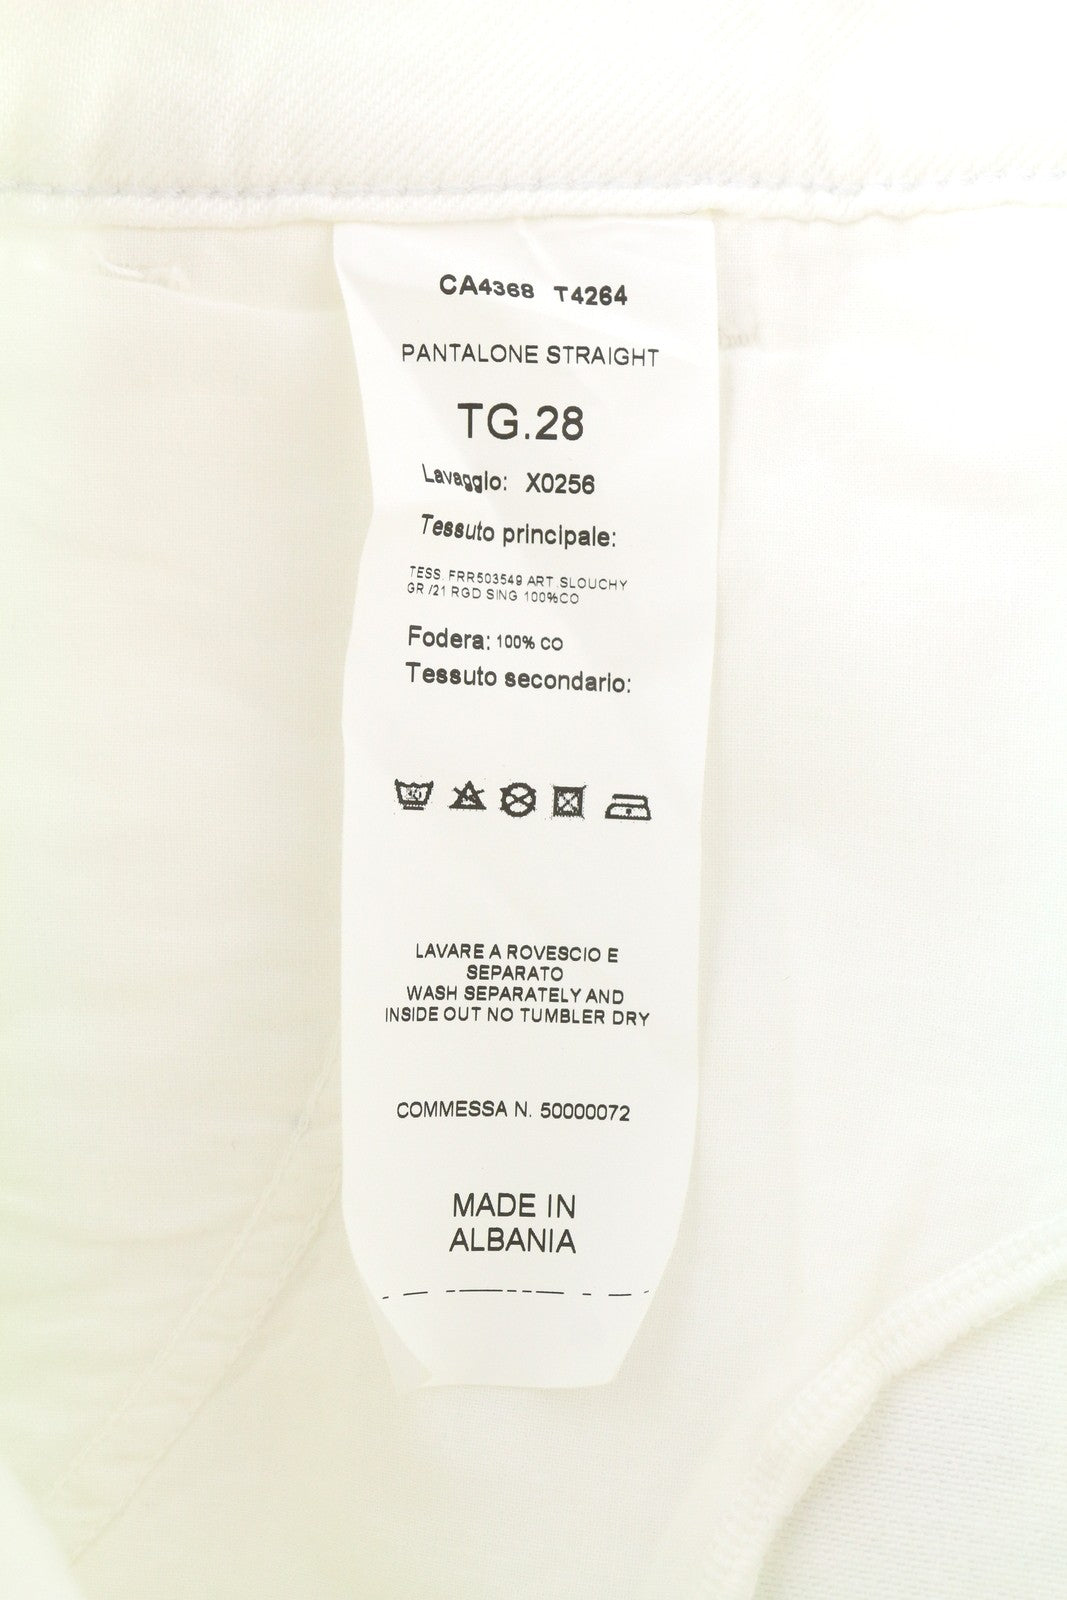 CA4368 T4264
PANTALONE STRAIGHT
TG.28
Lavaggio: X0256
Tessuto principale:
TESS. FRR503549 ART.SLOUCHY
GR /21 RGD SING 100%CO
Fodera: 100% CO
Tessuto secondario:
LAVARE A ROVESCIO E
SEPARATO
WASH SEPARATELY AND
INSIDE OUT NO TUMBLER DRY
COMMESSA N. 50000072
MADE IN
ALBANIA